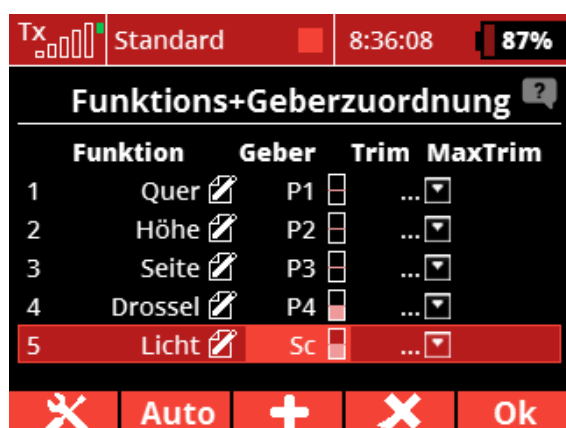 Tx Standard 8:36:08 87%
Funktions+Geberzuordnung ?
Funktion Geber Trim MaxTrim
1 Quer P1 ...
2 Höhe P2 ...
3 Seite P3 ...
4 Drossel P4 ...
5 Licht Sc ...
Auto Ok